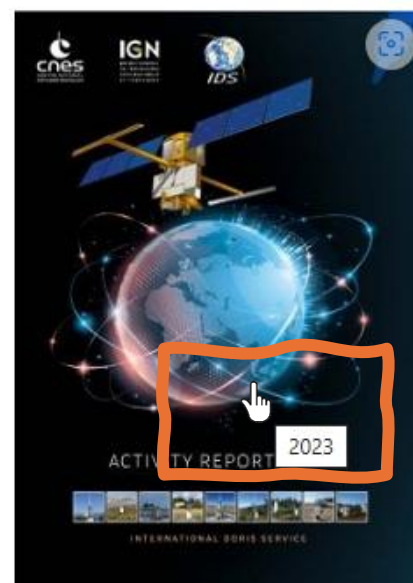 cnes
IGN
IDS
2023
ACTIVITY REPORT
INTERNATIONAL DORIS SERVICE